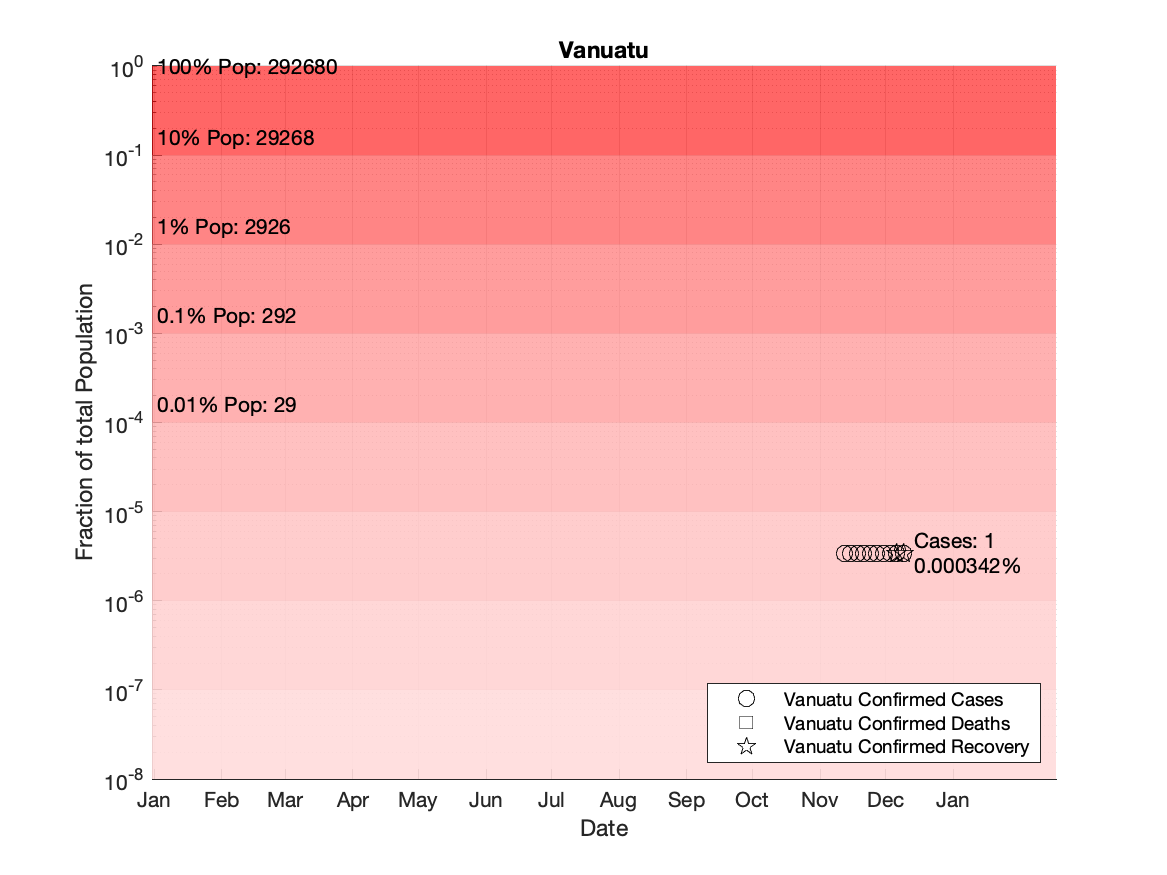 Vanuatu
10^0
100% Pop: 292680
10% Pop: 29268
10^-1
1% Pop: 2926
10^-2
0.1% Pop: 292
10^-3
0.01% Pop: 29
10^-4
10^-5
10^-6
10^-7
10^-8
Fraction of total Population
Cases: 1
0.000342%
Vanuatu Confirmed Cases
Vanuatu Confirmed Deaths
Vanuatu Confirmed Recovery
Jan Feb Mar Apr May Jun Jul Aug Sep Oct Nov Dec Jan
Date